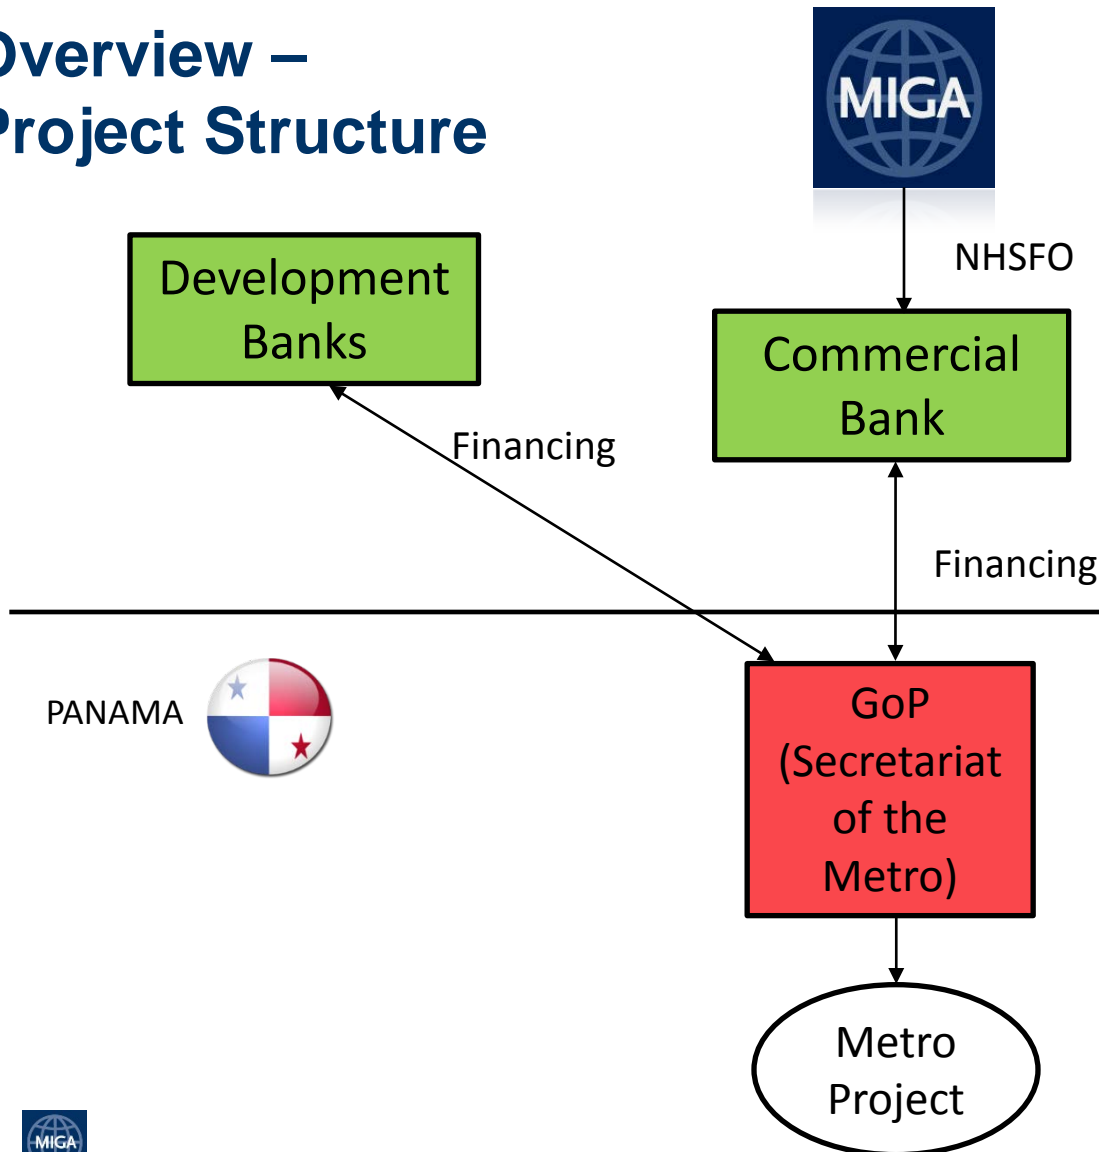 Overview –
Project Structure
MIGA
NHSFO
Development
Banks
Commercial
Bank
Financing
Financing
PANAMA
GoP
(Secretariat
of the
Metro)
Metro
Project
MIGA